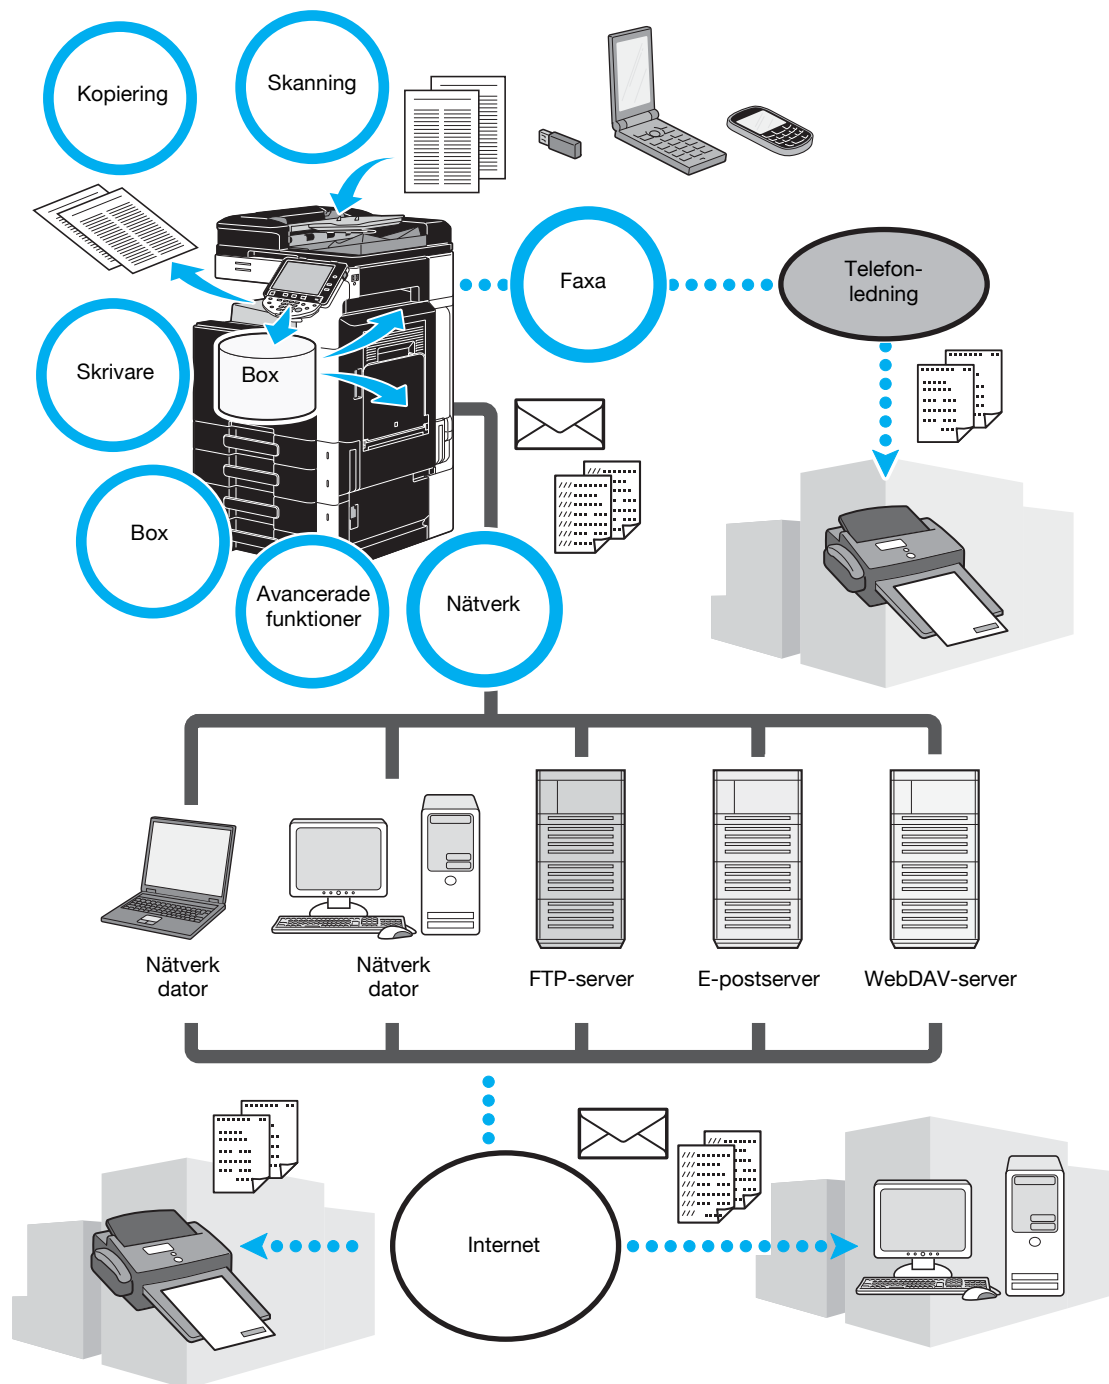 Kopiering
Skanning
Faxa
Telefon-
ledning
Skrivare
Box
Box
Avancerade
funktioner
Nätverk
Nätverk
dator
Nätverk
dator
FTP-server
E-postserver
WebDAV-server
Internet